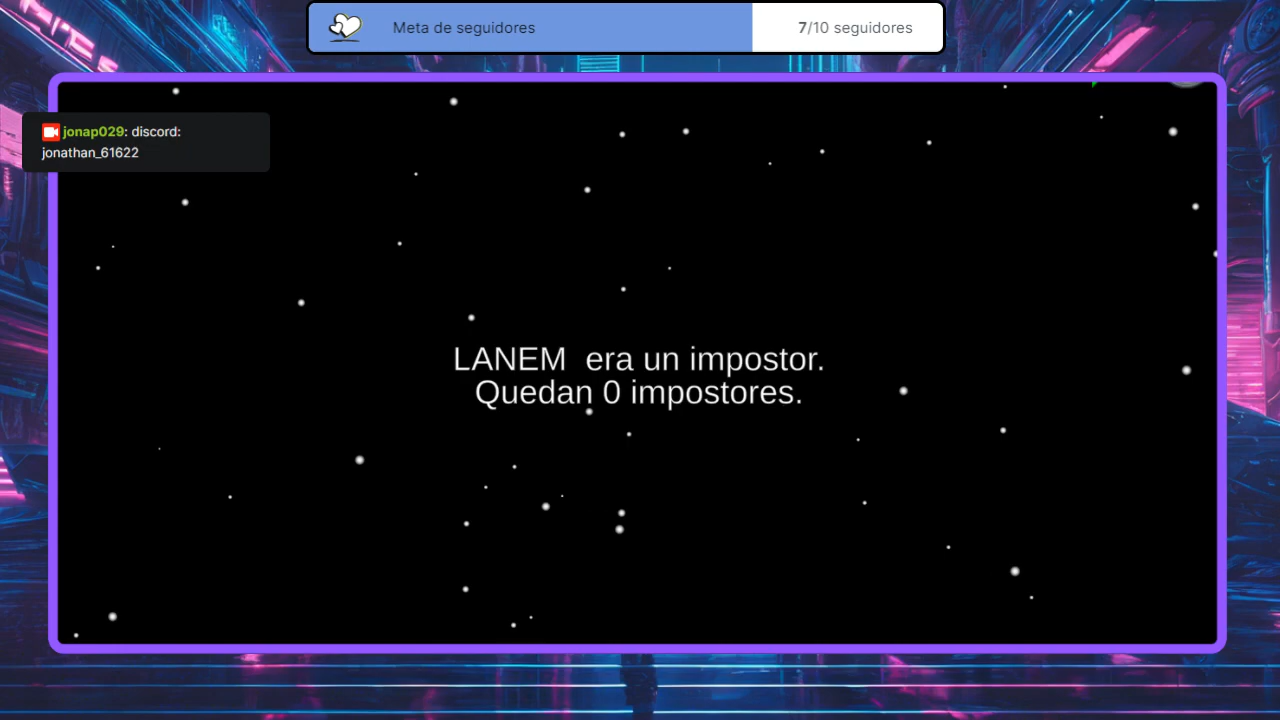 Meta de seguidores 7/10 seguidores
jonap029: discord:
jonathan_61622
LANEM era un impostor.
Quedan 0 impostores.